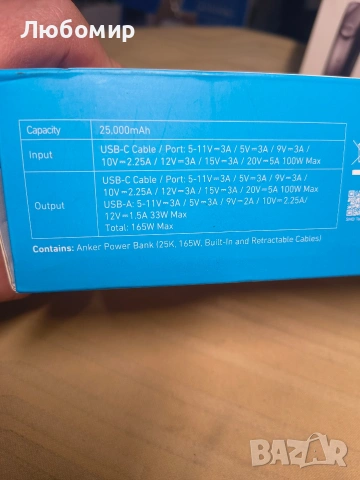 Любомир
Capacity 25,000mAh
Input USB-C Cable / Port: 5-11V⎓3A / 5V⎓3A / 9V⎓3A /
10V⎓2.25A / 12V⎓3A / 15V⎓3A / 20V⎓5A 100W Max
Output USB-C Cable / Port: 5-11V⎓3A / 5V⎓3A / 9V⎓3A /
10V⎓2.25A / 12V⎓3A / 15V⎓3A / 20V⎓5A 100W Max
USB-A: 5-11V⎓3A / 5V⎓3A / 9V⎓2A / 10V⎓2.25A/
12V⎓1.5A 33W Max
Total: 165W Max
Contains: Anker Power Bank (25K, 165W, Built-In and Retractable Cables)
BAZAR
bg